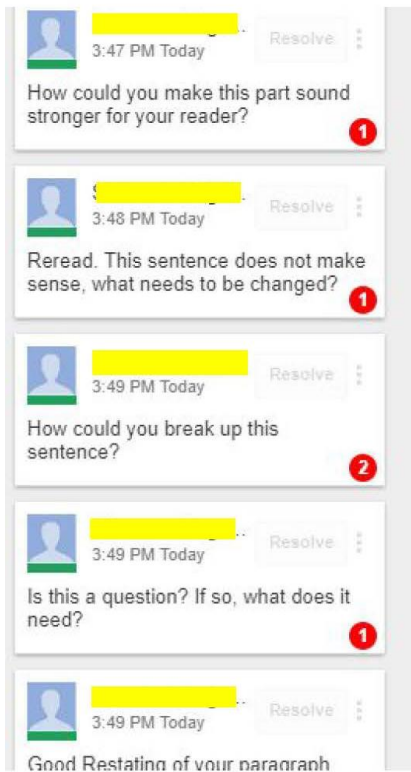 3:47 PM Today
Resolve
How could you make this part sound
stronger for your reader?
1
3:48 PM Today
Resolve
Reread. This sentence does not make
sense, what needs to be changed?
1
3:49 PM Today
Resolve
How could you break up this
sentence?
2
3:49 PM Today
Resolve
Is this a question? If so, what does it
need?
1
3:49 PM Today
Resolve
Good Restating of your paragraph